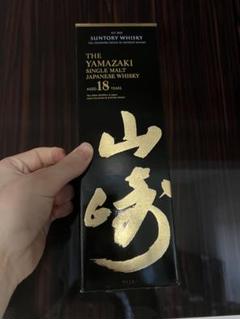 SUNTORY WHISKY
THE
YAMAZAKI
SINGLE MALT
JAPANESE WHISKY
AGED 18 YEARS
山崎